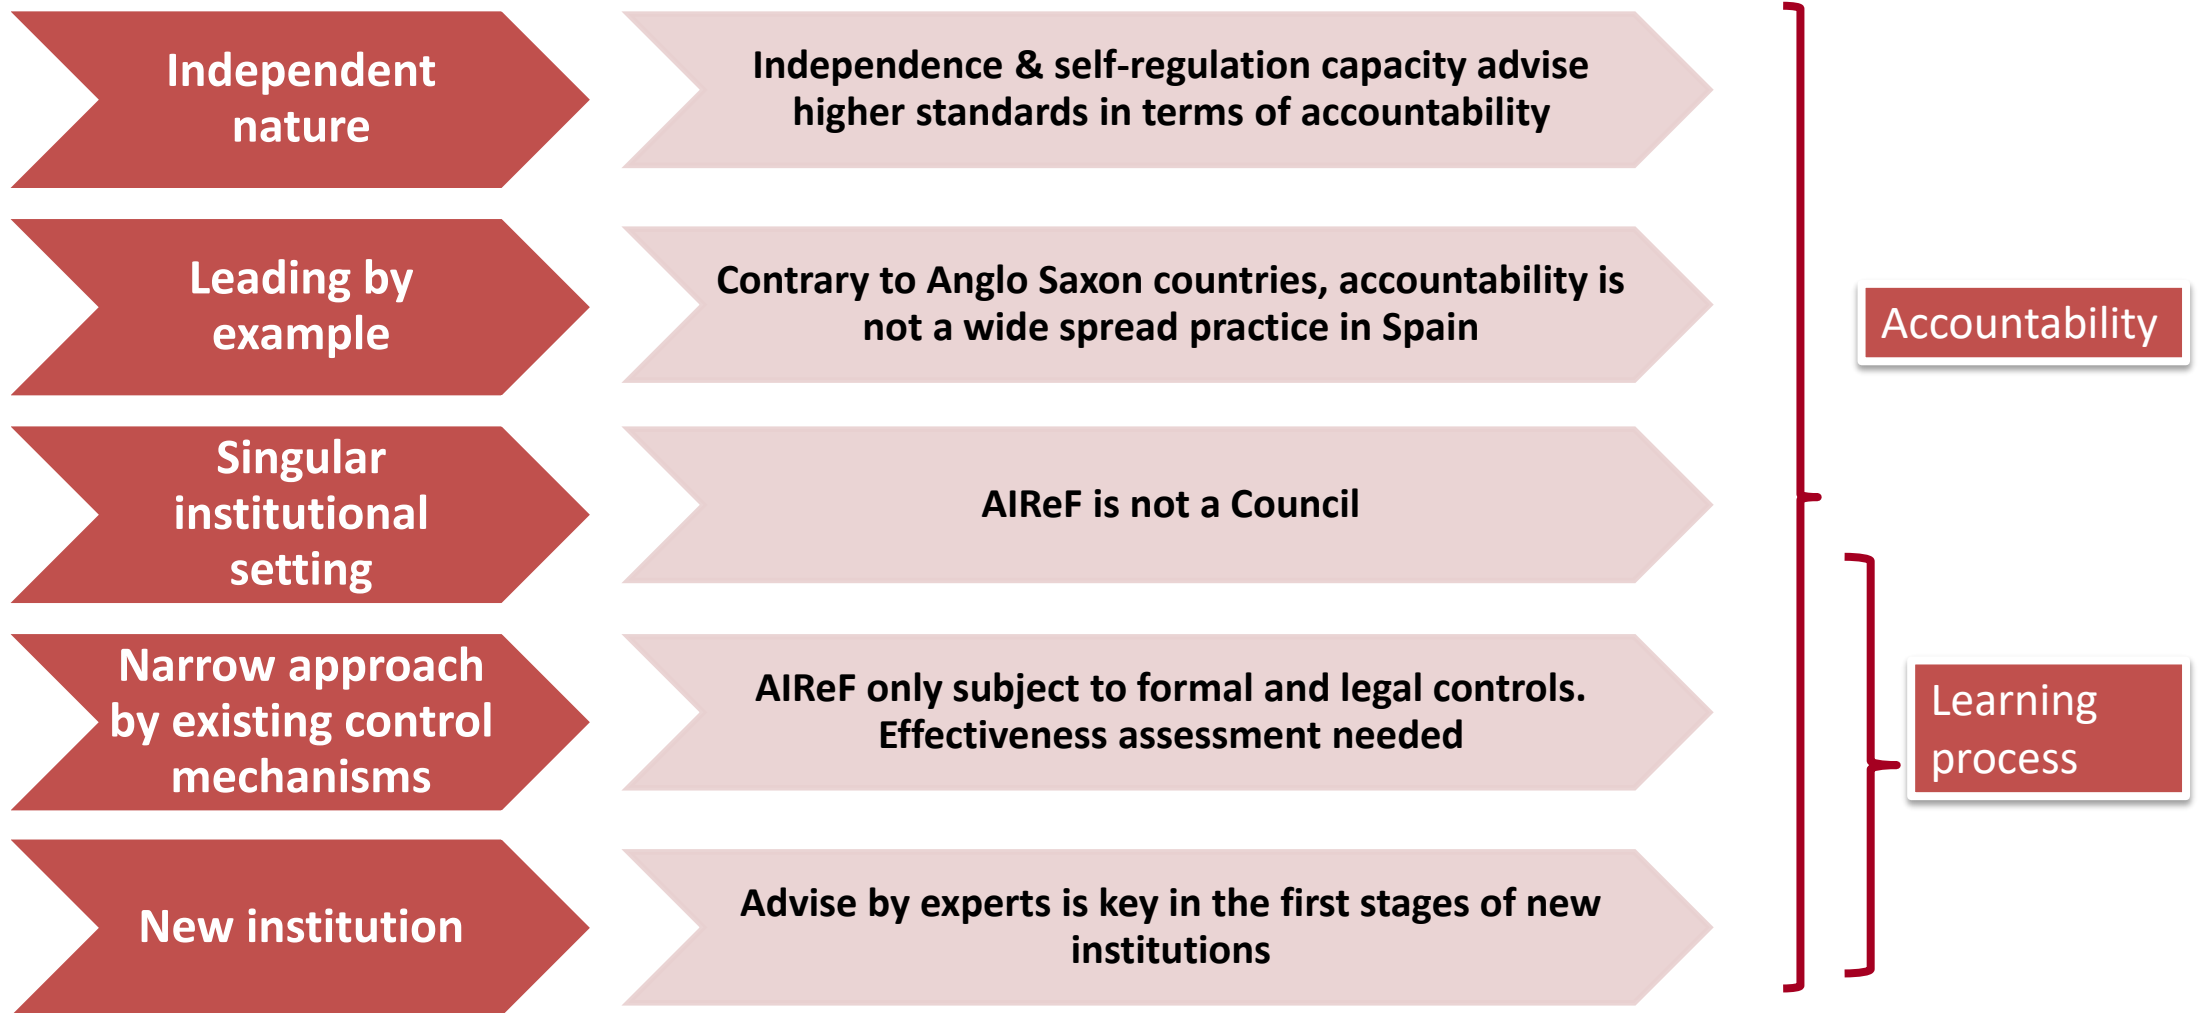 Independent
nature
Independence & self-regulation capacity advise
higher standards in terms of accountability
Leading by
example
Contrary to Anglo Saxon countries, accountability is
not a wide spread practice in Spain
Singular
institutional
setting
AIReF is not a Council
Narrow approach
by existing control
mechanisms
AIReF only subject to formal and legal controls.
Effectiveness assessment needed
New institution
Advise by experts is key in the first stages of new
institutions
Accountability
Learning
process